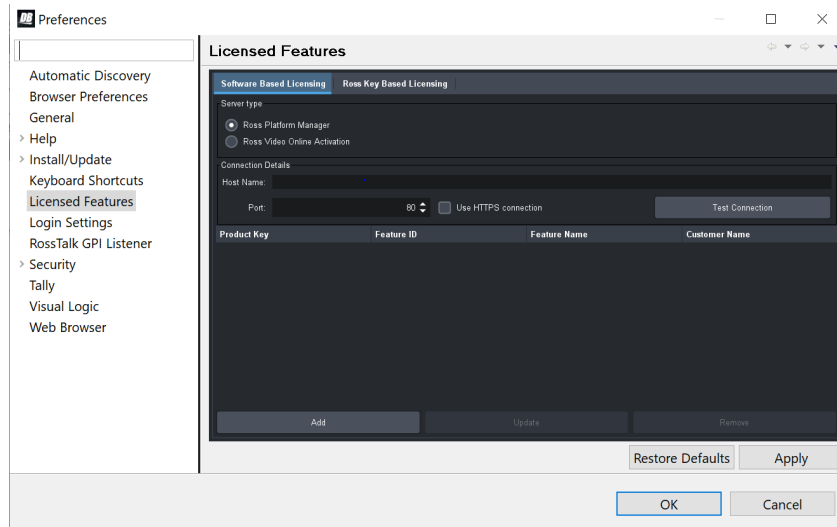 DB Preferences
Licensed Features
Automatic Discovery
Browser Preferences
General
Help
Install/Update
Keyboard Shortcuts
Licensed Features
Login Settings
RossTalk GPI Listener
Security
Tally
Visual Logic
Web Browser
Software Based Licensing Ross Key Based Licensing
Server type
Ross Platform Manager
Ross Video Online Activation
Connection Details
Host Name:
Port: 80 Use HTTPS connection Test Connection
Product Key Feature ID Feature Name Customer Name
Add Update Remove
Restore Defaults Apply
OK Cancel